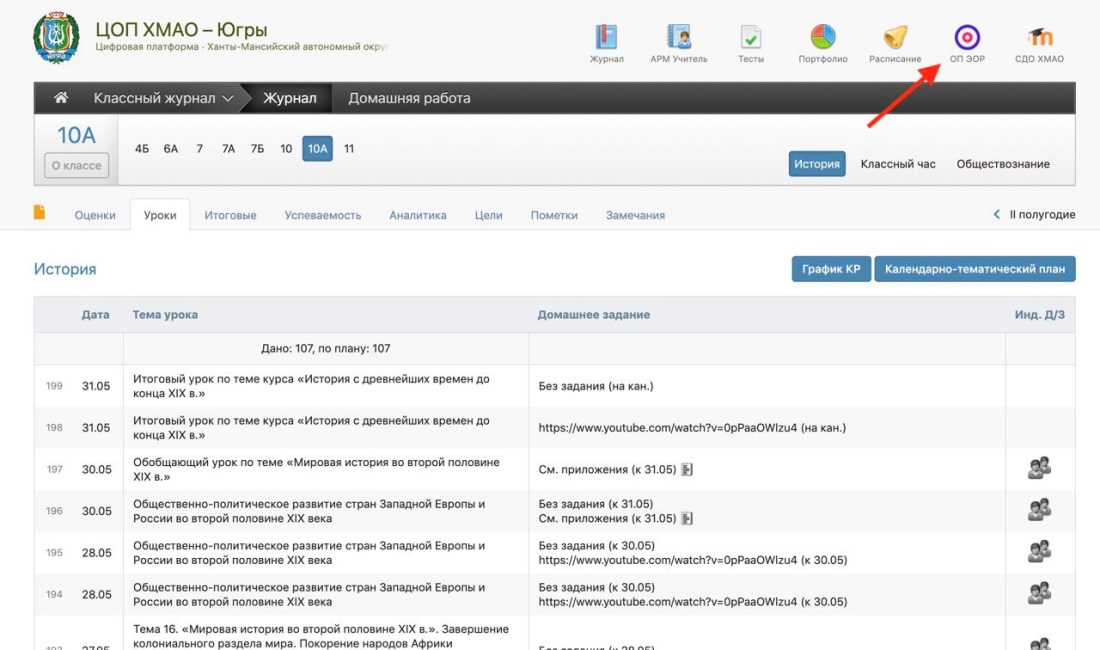 ЦОП ХМАО – Югры
Цифровая платформа · Ханты-Мансийский автономный окру
Журнал
АРМ Учитель
Тесты
Портфолио
Расписание
ОП ЭОР
СДО ХМАО
Классный журнал
Журнал
Домашняя работа
10А
О классе
4Б 6А 7 7А 7Б 10 10А 11
История Классный час Обществознание
Оценки Уроки Итоговые Успеваемость Аналитика Цели Пометки Замечания
II полугодие
История
График КР
Календарно-тематический план
Дата Тема урока Домашнее задание Инд. Д/З
Дано: 107, по плану: 107
199 31.05 Итоговый урок по теме курса «История с древнейших времен до
конца XIX в.»
Без задания (на кан.)
198 31.05 Итоговый урок по теме курса «История с древнейших времен до
конца XIX в.»
https://www.youtube.com/watch?v=0pPaaOWIzu4 (на кан.)
197 30.05 Обобщающий урок по теме «Мировая история во второй половине
XIX в.»
См. приложения (к 31.05)
196 30.05 Общественно-политическое развитие стран Западной Европы и
России во второй половине XIX века
Без задания (к 31.05)
См. приложения (к 31.05)
195 28.05 Общественно-политическое развитие стран Западной Европы и
России во второй половине XIX века
Без задания (к 30.05)
https://www.youtube.com/watch?v=0pPaaOWIzu4 (к 30.05)
194 28.05 Общественно-политическое развитие стран Западной Европы и
России во второй половине XIX века
Без задания (к 30.05)
https://www.youtube.com/watch?v=0pPaaOWIzu4 (к 30.05)
Тема 16. «Мировая история во второй половине XIX в.». Завершение
колониального раздела мира. Покорение народов Африки